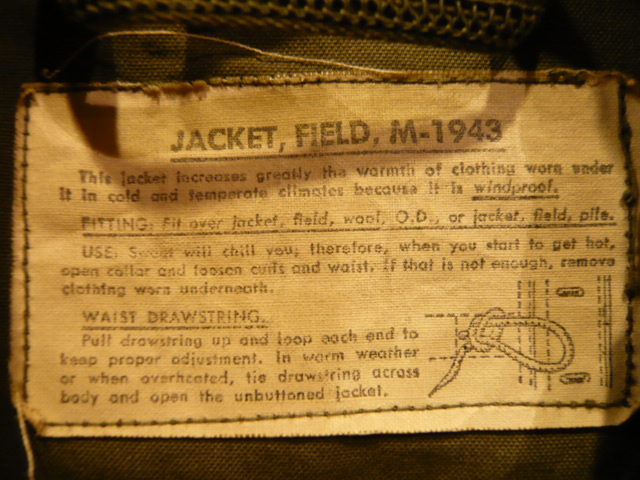 JACKET, FIELD, M-1943
This jacket increases greatly the warmth of clothing worn under
it in cold and temperate climates because it is windproof.
FITTING: Fit over jacket, field, wool, O.D., or jacket, field, pile.
USE: Sweat will chill you; therefore, when you start to get hot,
open collar and loosen cuffs and waist. If that is not enough, remove
clothing worn underneath.
WAIST DRAWSTRING.
Pull drawstring up and loop each end to
keep proper adjustment. In warm weather
or when overheated, tie drawstring across
body and open the unbuttoned jacket.